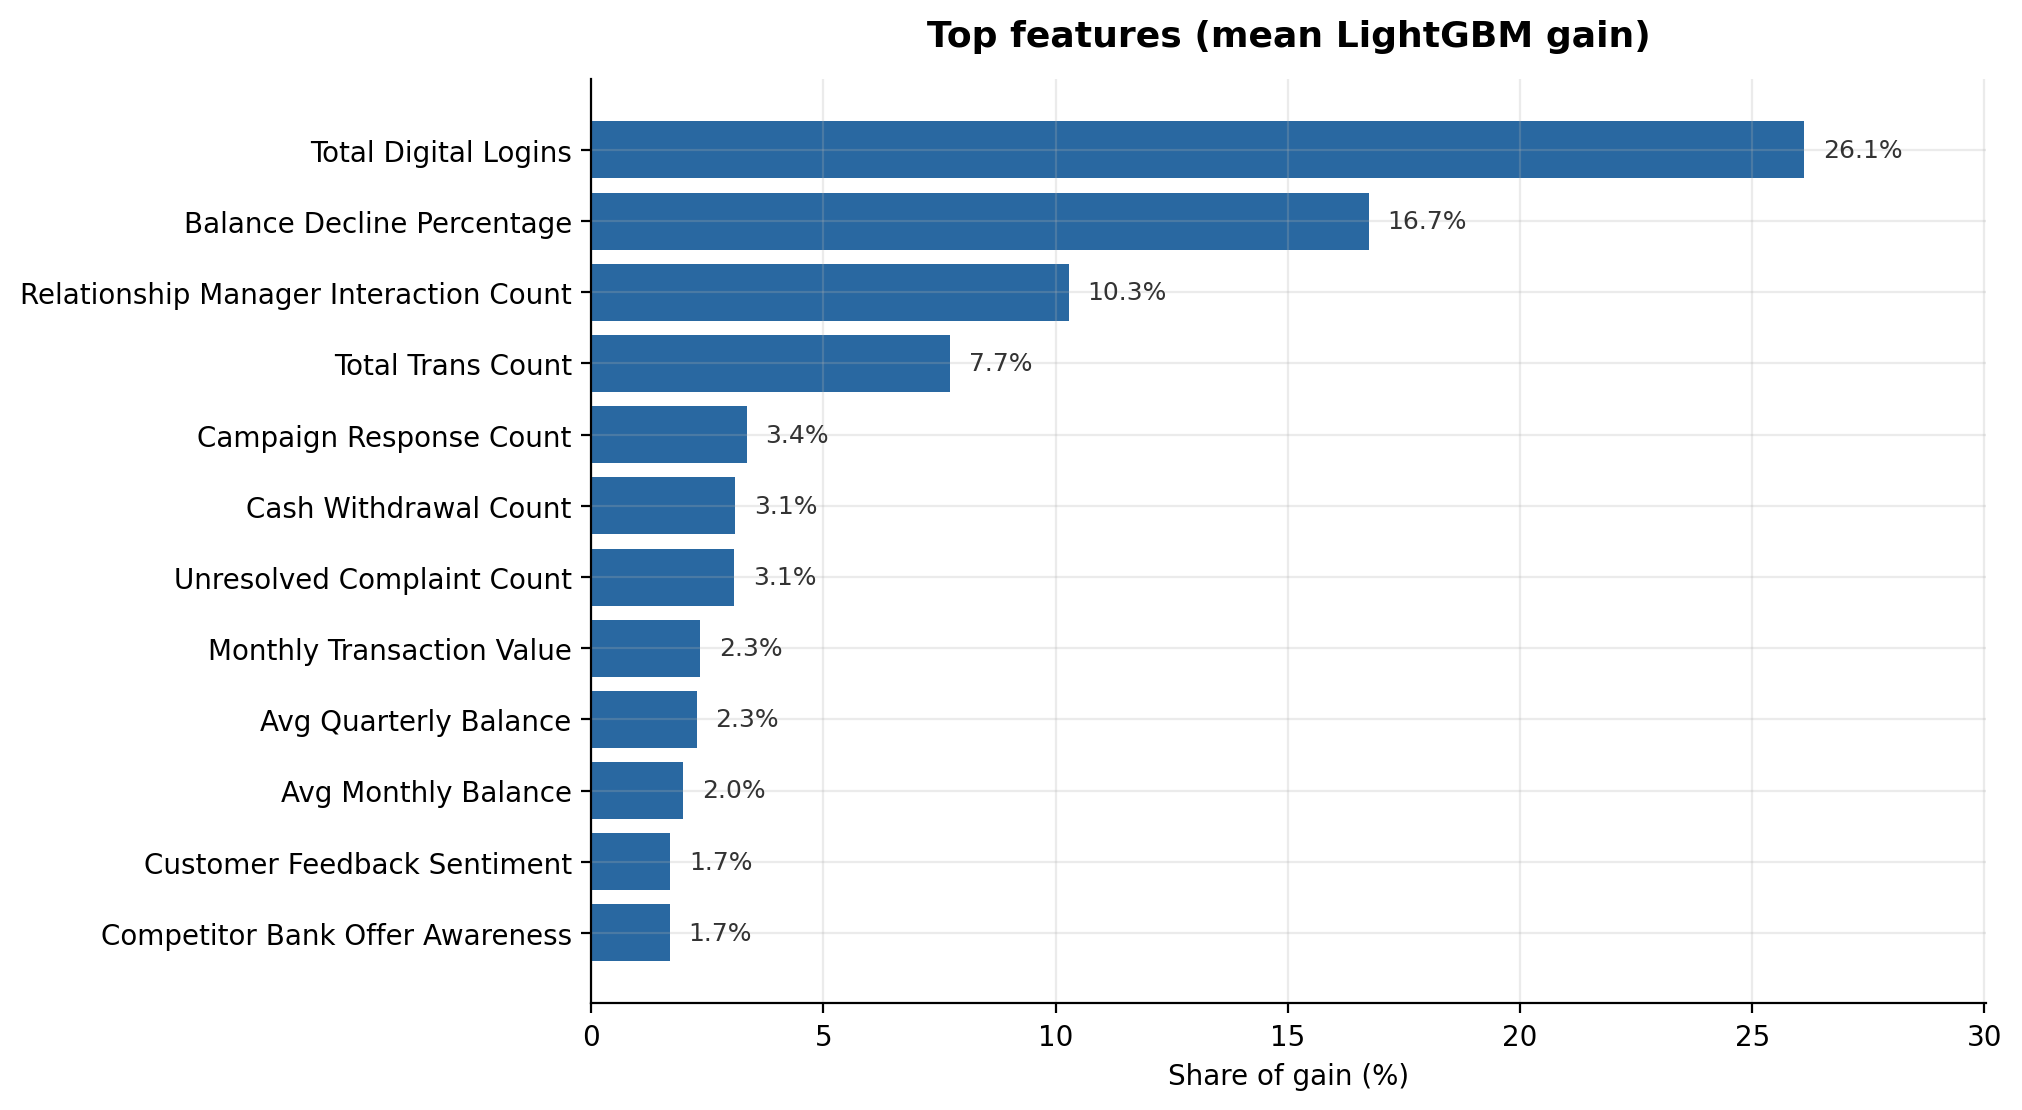 Top features (mean LightGBM gain)
Total Digital Logins 26.1%
Balance Decline Percentage 16.7%
Relationship Manager Interaction Count 10.3%
Total Trans Count 7.7%
Campaign Response Count 3.4%
Cash Withdrawal Count 3.1%
Unresolved Complaint Count 3.1%
Monthly Transaction Value 2.3%
Avg Quarterly Balance 2.3%
Avg Monthly Balance 2.0%
Customer Feedback Sentiment 1.7%
Competitor Bank Offer Awareness 1.7%
0 5 10 15 20 25 30
Share of gain (%)